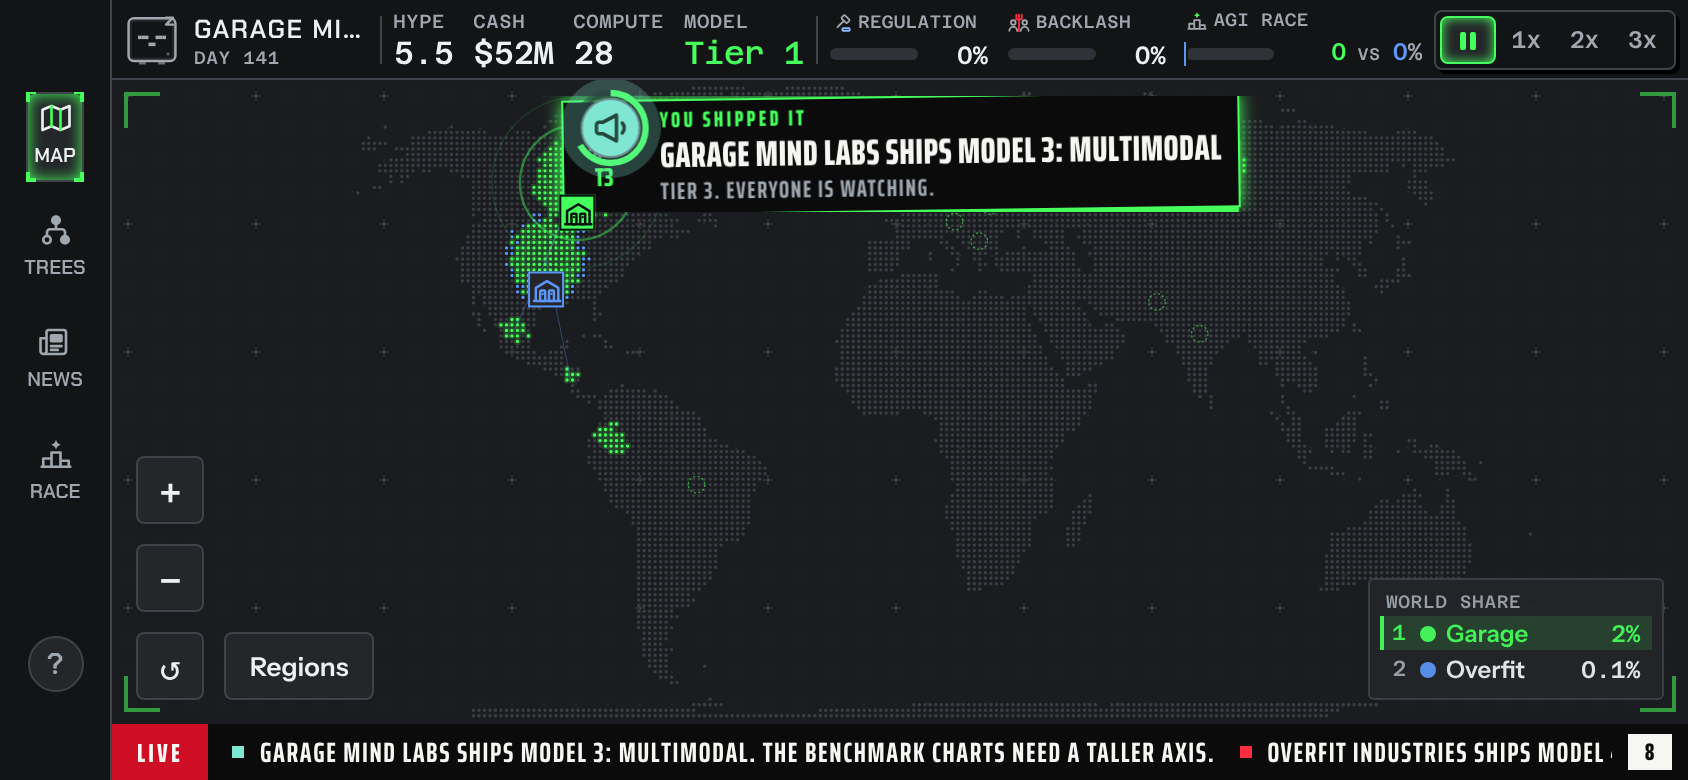 GARAGE MI...
DAY 141
HYPE
5.5
CASH
$52M
COMPUTE
28
MODEL
Tier 1
REGULATION
0%
BACKLASH
0%
AGI RACE
0 VS 0%
1x
2x
3x
MAP
TREES
NEWS
RACE
?
YOU SHIPPED IT
GARAGE MIND LABS SHIPS MODEL 3: MULTIMODAL
TIER 3. EVERYONE IS WATCHING.
T3
+
−
↺
Regions
WORLD SHARE
1 Garage 2%
2 Overfit 0.1%
LIVE
GARAGE MIND LABS SHIPS MODEL 3: MULTIMODAL. THE BENCHMARK CHARTS NEED A TALLER AXIS.
OVERFIT INDUSTRIES SHIPS MODEL
8